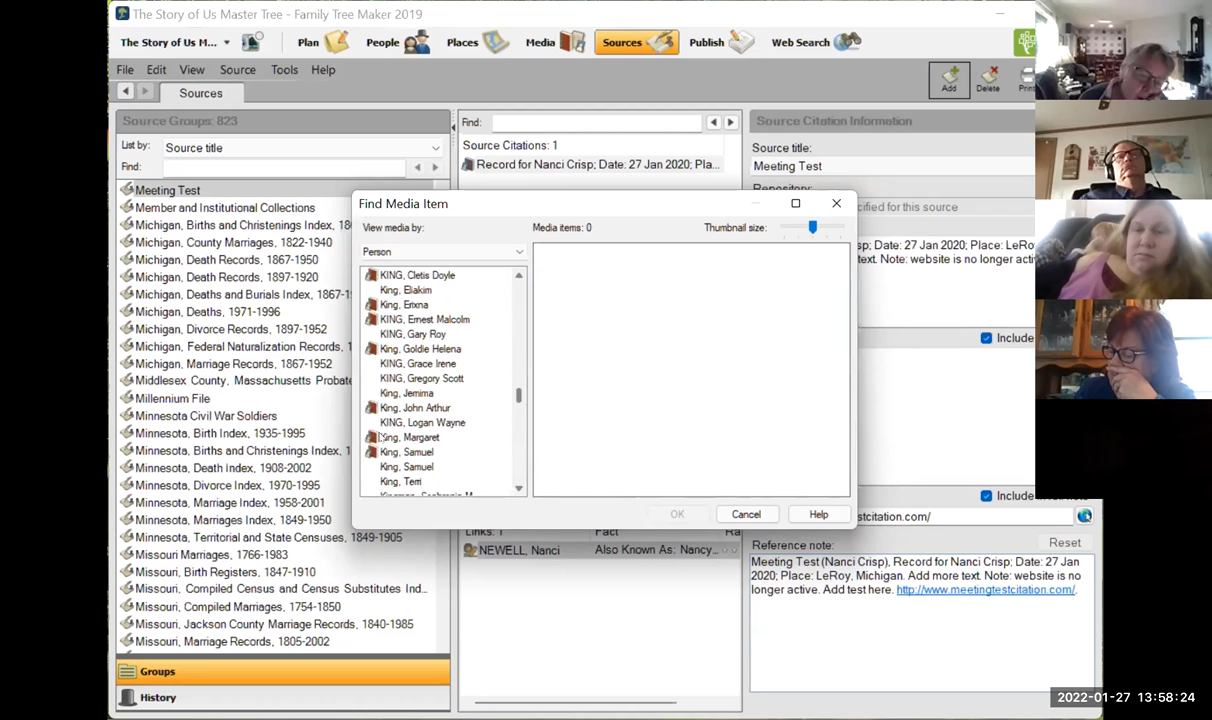 The Story of Us Master Tree - Family Tree Maker 2019
The Story of Us M...
Plan
People
Places
Media
Sources
Publish
Web Search
File Edit View Source Tools Help
Add
Delete
Print
Sources
Source Groups: 823
List by: Source title
Find:
Meeting Test
Member and Institutional Collections
Michigan, Births and Christenings Index, 186
Michigan, County Marriages, 1822-1940
Michigan, Death Records, 1867-1950
Michigan, Death Records, 1897-1920
Michigan, Deaths and Burials Index, 1867-19
Michigan, Deaths, 1971-1996
Michigan, Divorce Records, 1897-1952
Michigan, Federal Naturalization Records, 18
Michigan, Marriage Records, 1867-1952
Middlesex County, Massachusetts Probate
Millennium File
Minnesota Civil War Soldiers
Minnesota, Birth Index, 1935-1995
Minnesota, Births and Christenings Index, 1
Minnesota, Death Index, 1908-2002
Minnesota, Divorce Index, 1970-1995
Minnesota, Marriage Index, 1958-2001
Minnesota, Marriages Index, 1849-1950
Minnesota, Territorial and State Censuses, 1849-1905
Missouri Marriages, 1766-1983
Missouri, Birth Registers, 1847-1910
Missouri, Compiled Census and Census Substitutes Ind...
Missouri, Compiled Marriages, 1754-1850
Missouri, Jackson County Marriage Records, 1840-1985
Missouri, Marriage Records, 1805-2002
Groups
History
Find:
Source Citations: 1
Record for Nanci Crisp; Date: 27 Jan 2020; Pla...
Source Citation Information
Source title:
Meeting Test
Repository:
cified for this source
sp; Date: 27 Jan 2020; Place: LeRoy
text. Note: website is no longer activ
Find Media Item
View media by:
Media items: 0
Thumbnail size:
Person
KING, Cletis Doyle
King, Eliakim
King, Erixna
KING, Ernest Malcolm
KING, Gary Roy
King, Goldie Helena
KING, Grace Irene
KING, Gregory Scott
King, Jemima
King, John Arthur
KING, Logan Wayne
King, Margaret
King, Samuel
King, Samuel
King, Terri
OK
Cancel
Help
Include
Include
stcitation.com/
Links: 1
Fact
Ra
NEWELL, Nanci
Also Known As: Nancy...
Reference note:
Reset
Meeting Test (Nanci Crisp), Record for Nanci Crisp; Date: 27 Jan
2020; Place: LeRoy, Michigan. Add more text. Note: website is no
longer active. Add test here. http://www.meetingtestcitation.com/.
2022-01-27 13:58:24